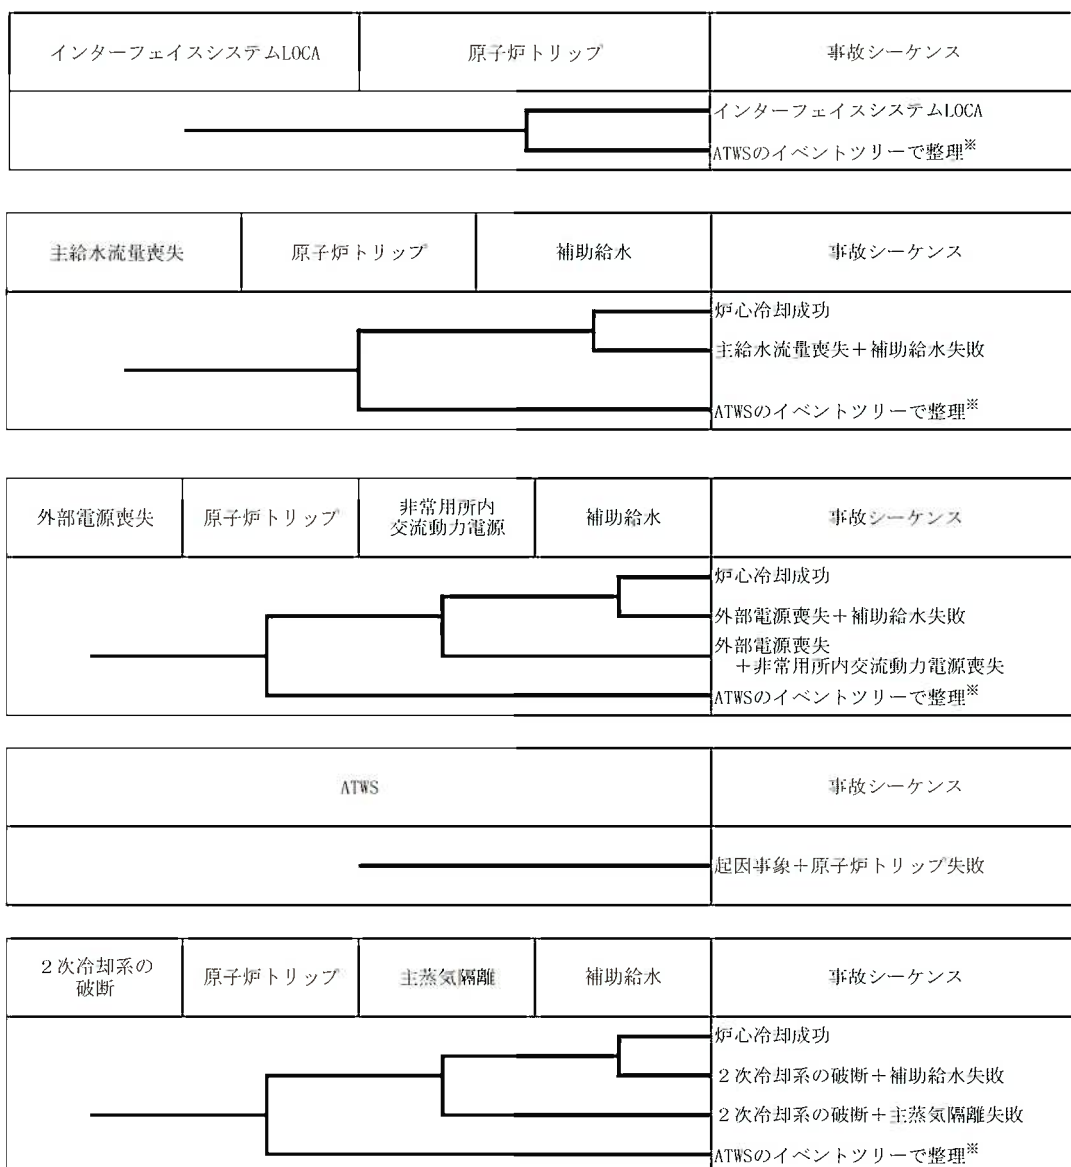 インターフェイスシステムLOCA
原子炉トリップ
事故シーケンス
インターフェイスシステムLOCA
ATWSのイベントツリーで整理※
主給水流量喪失
原子炉トリップ
補助給水
事故シーケンス
炉心冷却成功
主給水流量喪失＋補助給水失敗
ATWSのイベントツリーで整理※
外部電源喪失
原子炉トリップ
非常用所内
交流動力電源
補助給水
事故シーケンス
炉心冷却成功
外部電源喪失＋補助給水失敗
外部電源喪失
＋非常用所内交流動力電源喪失
ATWSのイベントツリーで整理※
ATWS
事故シーケンス
起因事象＋原子炉トリップ失敗
２次冷却系の
破断
原子炉トリップ
主蒸気隔離
補助給水
事故シーケンス
炉心冷却成功
２次冷却系の破断＋補助給水失敗
２次冷却系の破断＋主蒸気隔離失敗
ATWSのイベントツリーで整理※